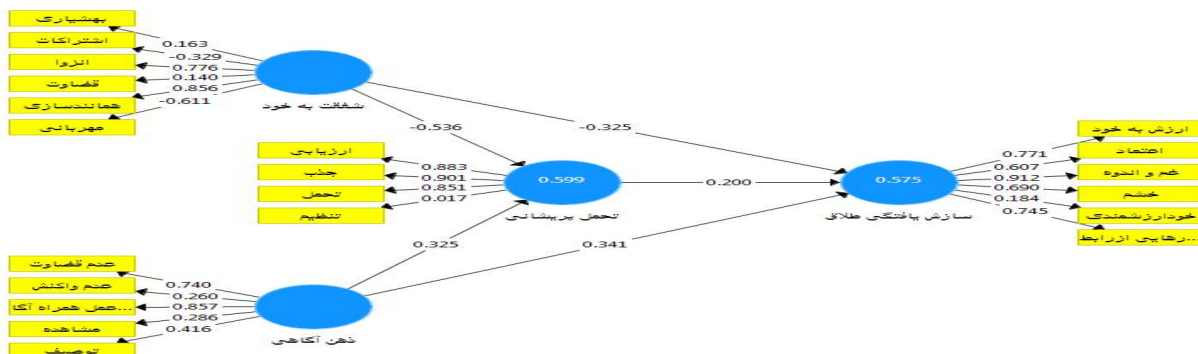 بهشیاری
اشتراکات
انزوا
قضاوت
همانندسازی
مهربانی
0.163
-0.329
0.776
0.140
0.856
-0.611
شفقت به خود
-0.536
-0.325
ارزیابی
جذب
تحمل
تنظیم
0.883
0.901
0.851
0.017
0.599
تحمل پریشانی
0.200
0.575
سازش یافتگی طلاق
0.771
0.607
0.912
0.690
0.184
0.745
ارزش به خود
اعتماد
غم و اندوه
خشم
خودارزشمندی
...رهایی ازرابط
0.325
0.341
عدم قضاوت
عدم واکنش
...عمل همراه آگا
مشاهده
توصیف
0.740
0.260
0.857
0.286
0.416
ذهن آگاهی